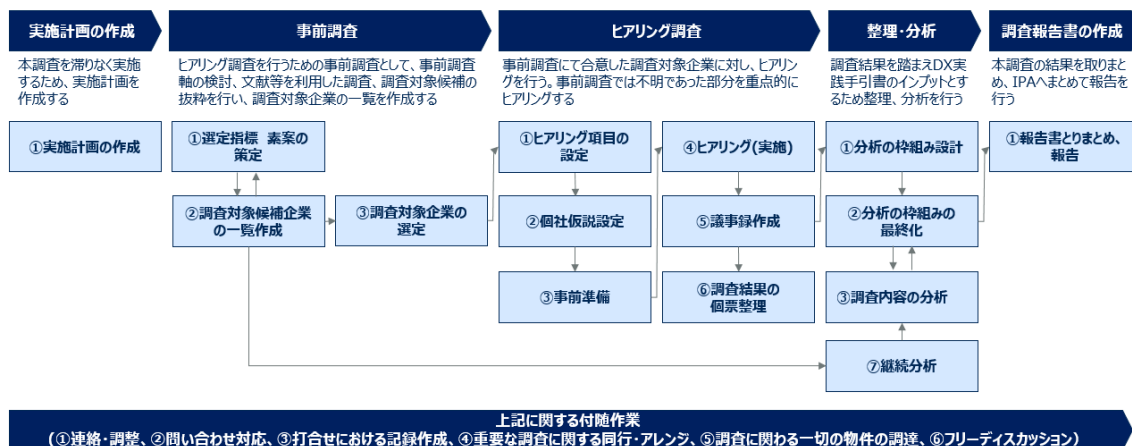 実施計画の作成
事前調査
ヒアリング調査
整理・分析
調査報告書の作成
本調査を滞りなく実施
するため、実施計画を
作成する
ヒアリング調査を行うための事前調査として、事前調査
軸の検討、文献等を利用した調査、調査対象候補の
抜粋を行い、調査対象企業の一覧を作成する
事前調査にて合意した調査対象企業に対し、ヒアリン
グを行う。事前調査では不明であった部分を重点的に
ヒアリングする
調査結果を踏まえDX実
践手引書のインプットとす
るため整理、分析を行う
本調査の結果を取りまと
め、IPAへまとめて報告を
行う
①実施計画の作成
①選定指標 素案の
策定
②調査対象候補企業
の一覧作成
③調査対象企業の
選定
①ヒアリング項目の
設定
②個社仮説設定
③事前準備
④ヒアリング(実施)
⑤議事録作成
⑥調査結果の
個票整理
①分析の枠組み設計
②分析の枠組みの
最終化
③調査内容の分析
⑦継続分析
①報告書とりまとめ、
報告
上記に関する付随作業
(①連絡・調整、②問い合わせ対応、③打合せにおける記録作成、④重要な調査に関する同行・アレンジ、⑤調査に関わる一切の物件の調達、⑥フリーディスカッション)